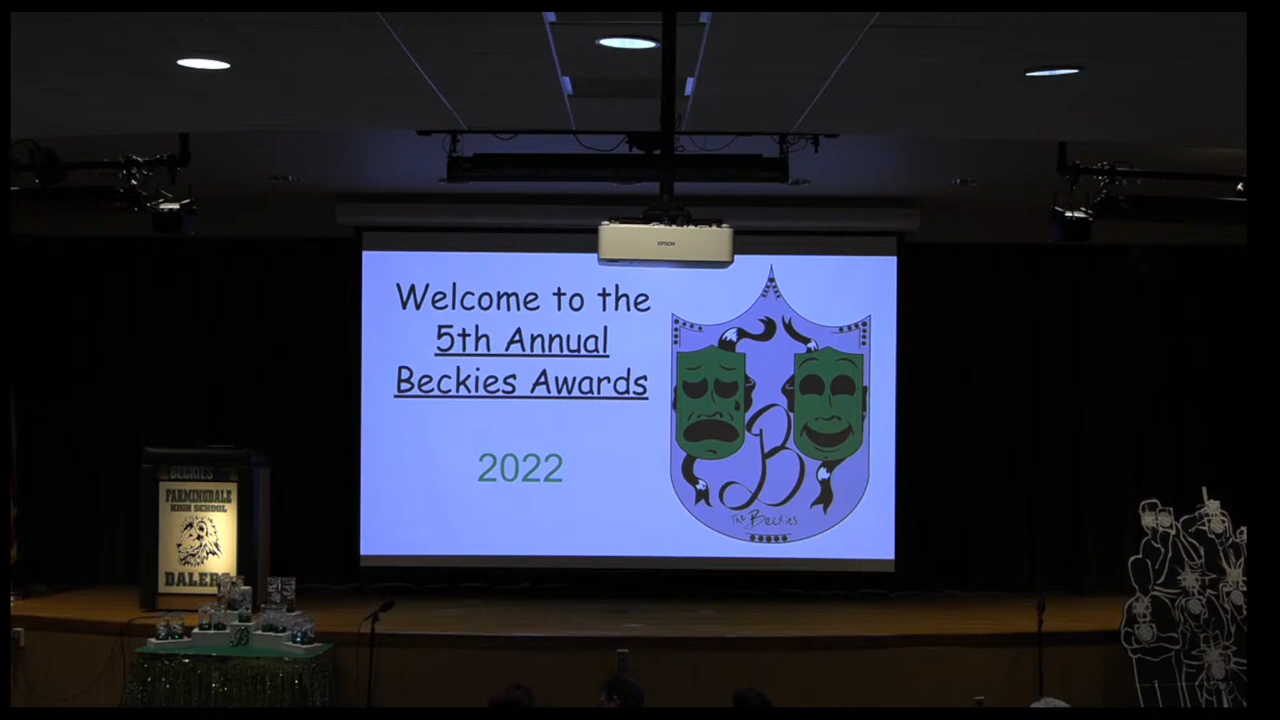 EPSON
Welcome to the
5th Annual
Beckies Awards
2022
B
The Beckies
BECKIES
FARMINGDALE
HIGH SCHOOL
DALERS
B